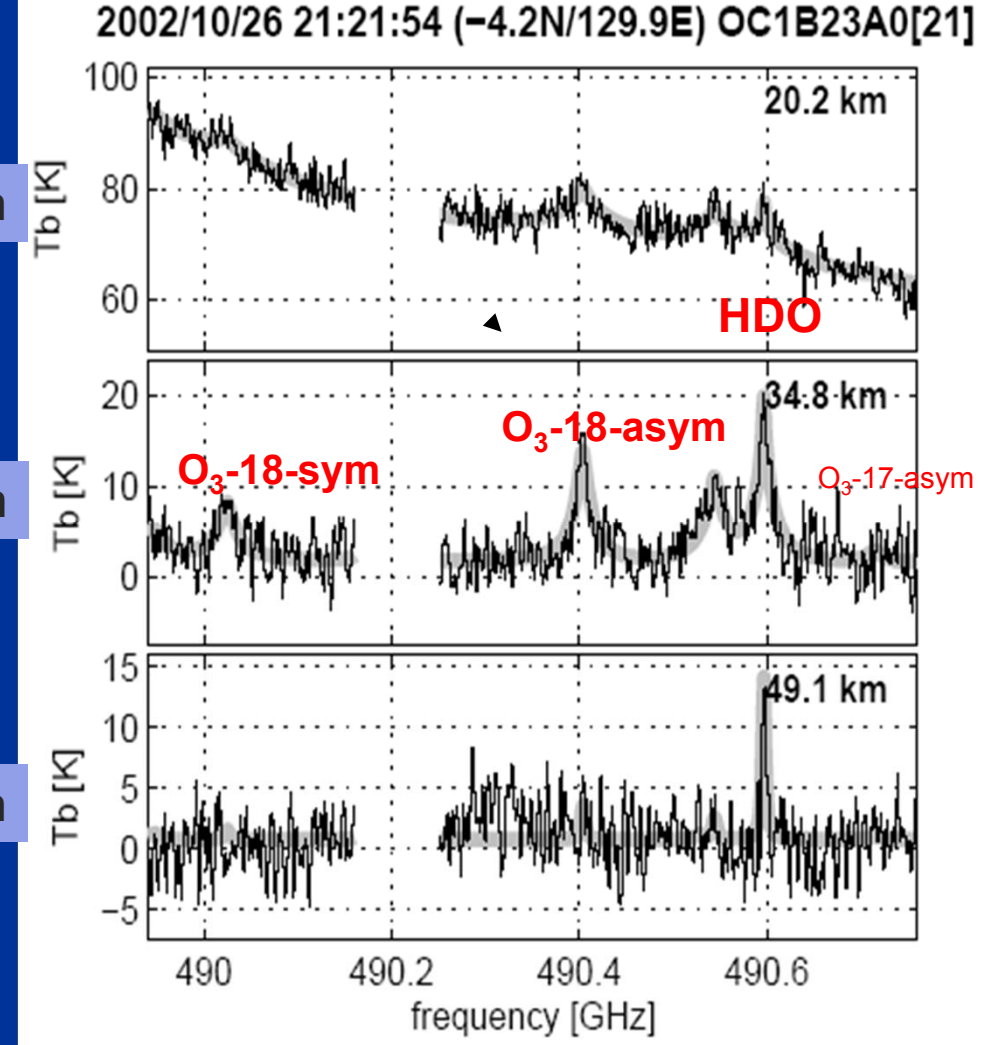 2002/10/26 21:21:54 (−4.2N/129.9E) OC1B23A0[21]
100
80
60
Tb [K]
20.2 km
HDO
20
10
0
Tb [K]
34.8 km
O₃-18-sym
O₃-18-asym
O₃-17-asym
15
10
5
0
−5
Tb [K]
49.1 km
490
490.2
490.4
490.6
frequency [GHz]